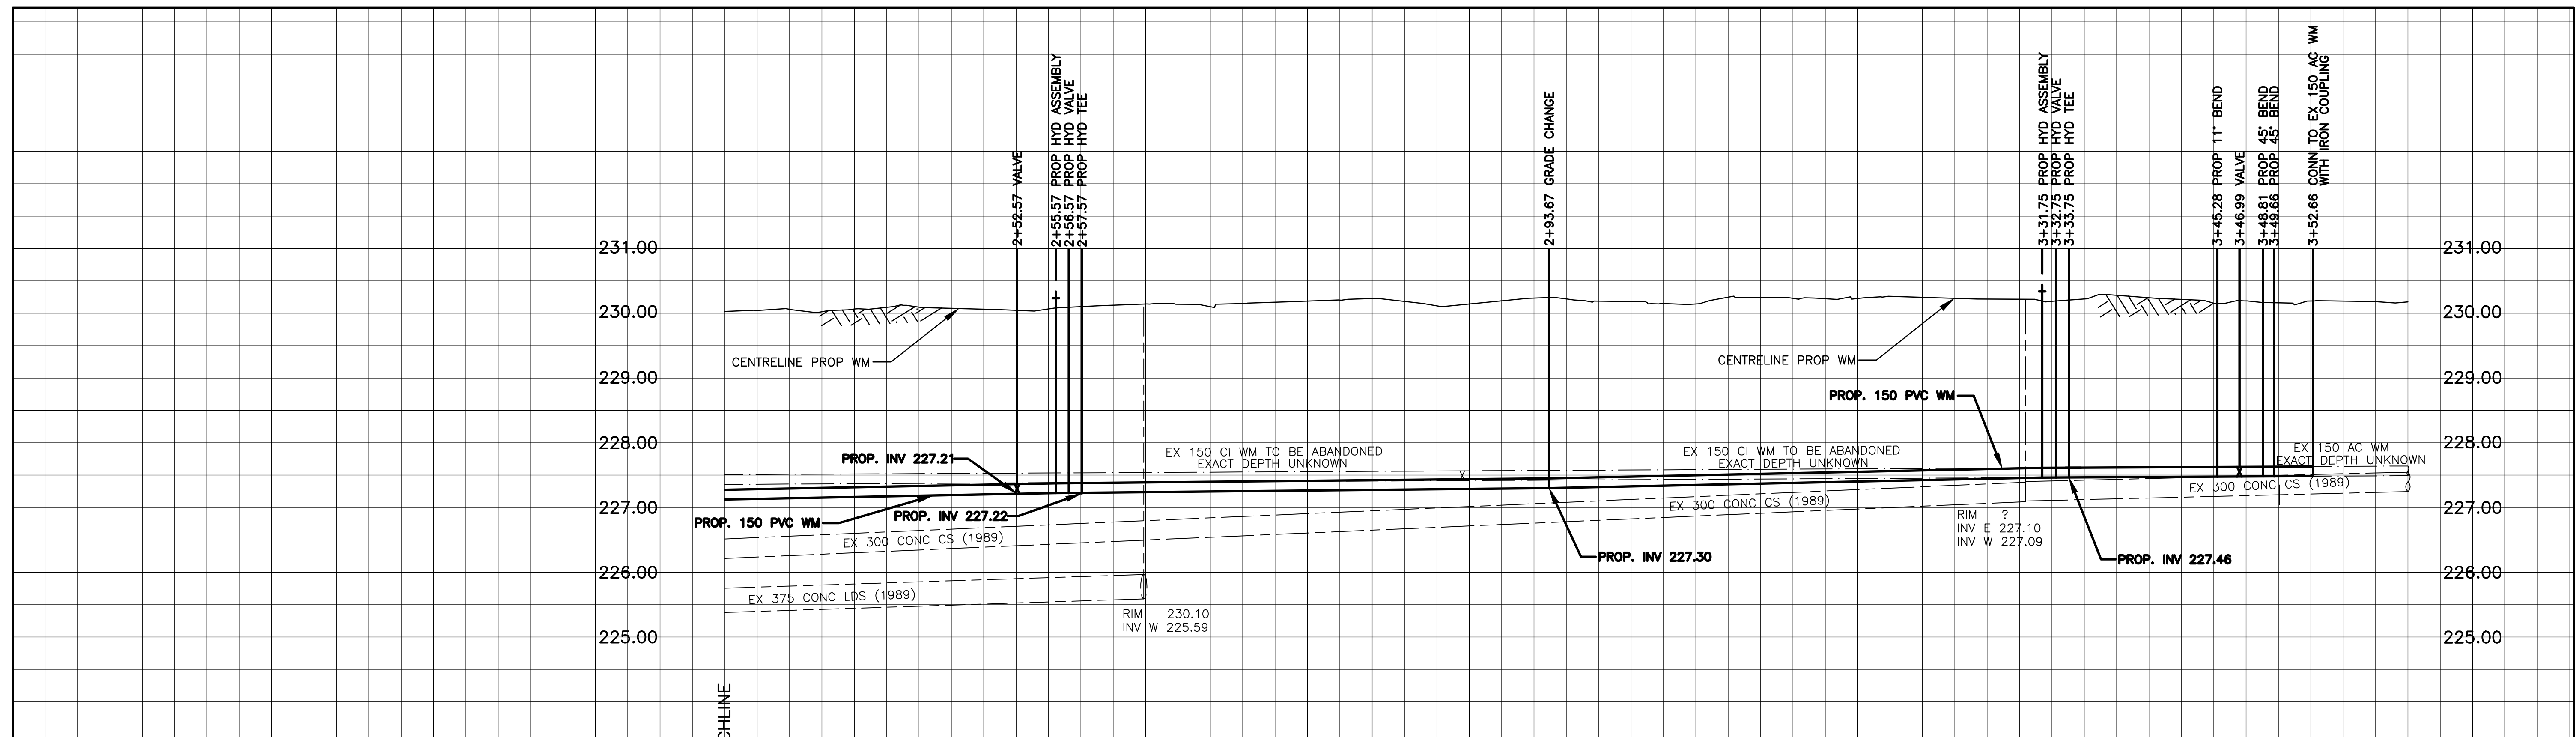 2+52.57 VALVE
2+55.57 PROP HYD ASSEMBLY
2+56.57 PROP HYD VALVE
2+57.57 PROP HYD TEE
2+93.67 GRADE CHANGE
3+31.75 PROP HYD ASSEMBLY
3+32.75 PROP HYD VALVE
3+33.75 PROP HYD TEE
3+45.28 PROP 11° BEND
3+46.99 VALVE
3+48.81 PROP 45° BEND
3+49.66 PROP 45° BEND
3+52.66 CONN TO EX 150 AC WM
WITH IRON COUPLING
231.00
231.00
230.00
230.00
CENTRELINE PROP WM
CENTRELINE PROP WM
229.00
229.00
PROP. 150 PVC WM
228.00
228.00
EX 150 CI WM TO BE ABANDONED
EXACT DEPTH UNKNOWN
EX 150 CI WM TO BE ABANDONED
EXACT DEPTH UNKNOWN
EX 150 AC WM
EXACT DEPTH UNKNOWN
PROP. INV 227.21
227.00
227.00
PROP. 150 PVC WM
PROP. INV 227.22
EX 300 CONC CS (1989)
EX 300 CONC CS (1989)
EX 300 CONC CS (1989)
RIM ?
INV E 227.10
INV W 227.09
PROP. INV 227.30
PROP. INV 227.46
226.00
226.00
EX 375 CONC LDS (1989)
RIM 230.10
INV W 225.59
225.00
225.00
CHLINE